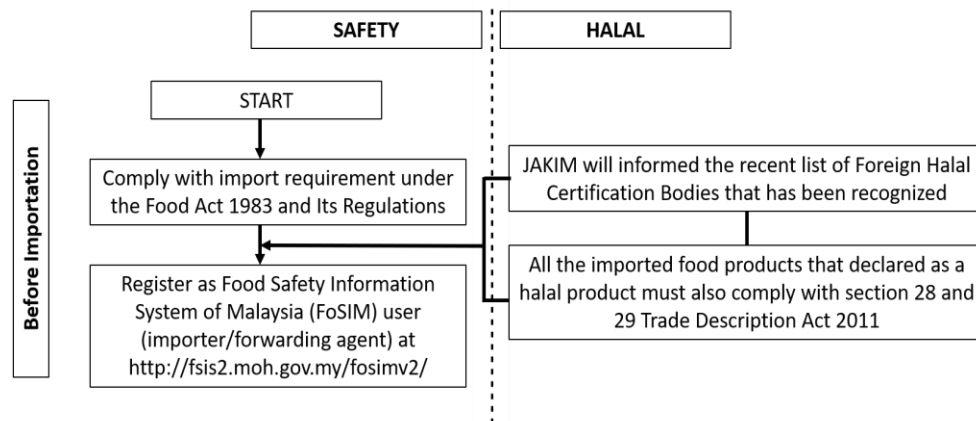 SAFETY
HALAL
Before Importation
START
Comply with import requirement under
the Food Act 1983 and Its Regulations
Register as Food Safety Information
System of Malaysia (FoSIM) user
(importer/forwarding agent) at
http://fsis2.moh.gov.my/fosimv2/
JAKIM will informed the recent list of Foreign Halal
Certification Bodies that has been recognized
All the imported food products that declared as a
halal product must also comply with section 28 and
29 Trade Description Act 2011